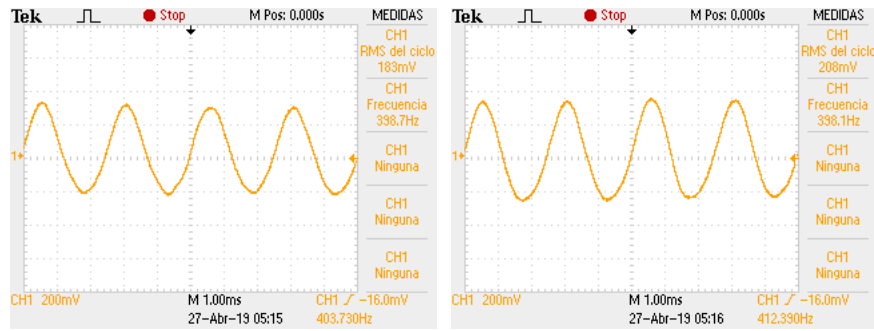 Tek Stop M Pos: 0.000s MEDIDAS
CH1
RMS del ciclo
183mV
CH1
Frecuencia
398.7Hz
CH1
Ninguna
CH1
Ninguna
CH1
Ninguna
1
CH1 200mV M 1.00ms CH1 -16.0mV
27-Abr-19 05:15 403.730Hz
Tek Stop M Pos: 0.000s MEDIDAS
CH1
RMS del ciclo
208mV
CH1
Frecuencia
398.1Hz
CH1
Ninguna
CH1
Ninguna
CH1
Ninguna
1
CH1 200mV M 1.00ms CH1 -16.0mV
27-Abr-19 05:16 412.390Hz